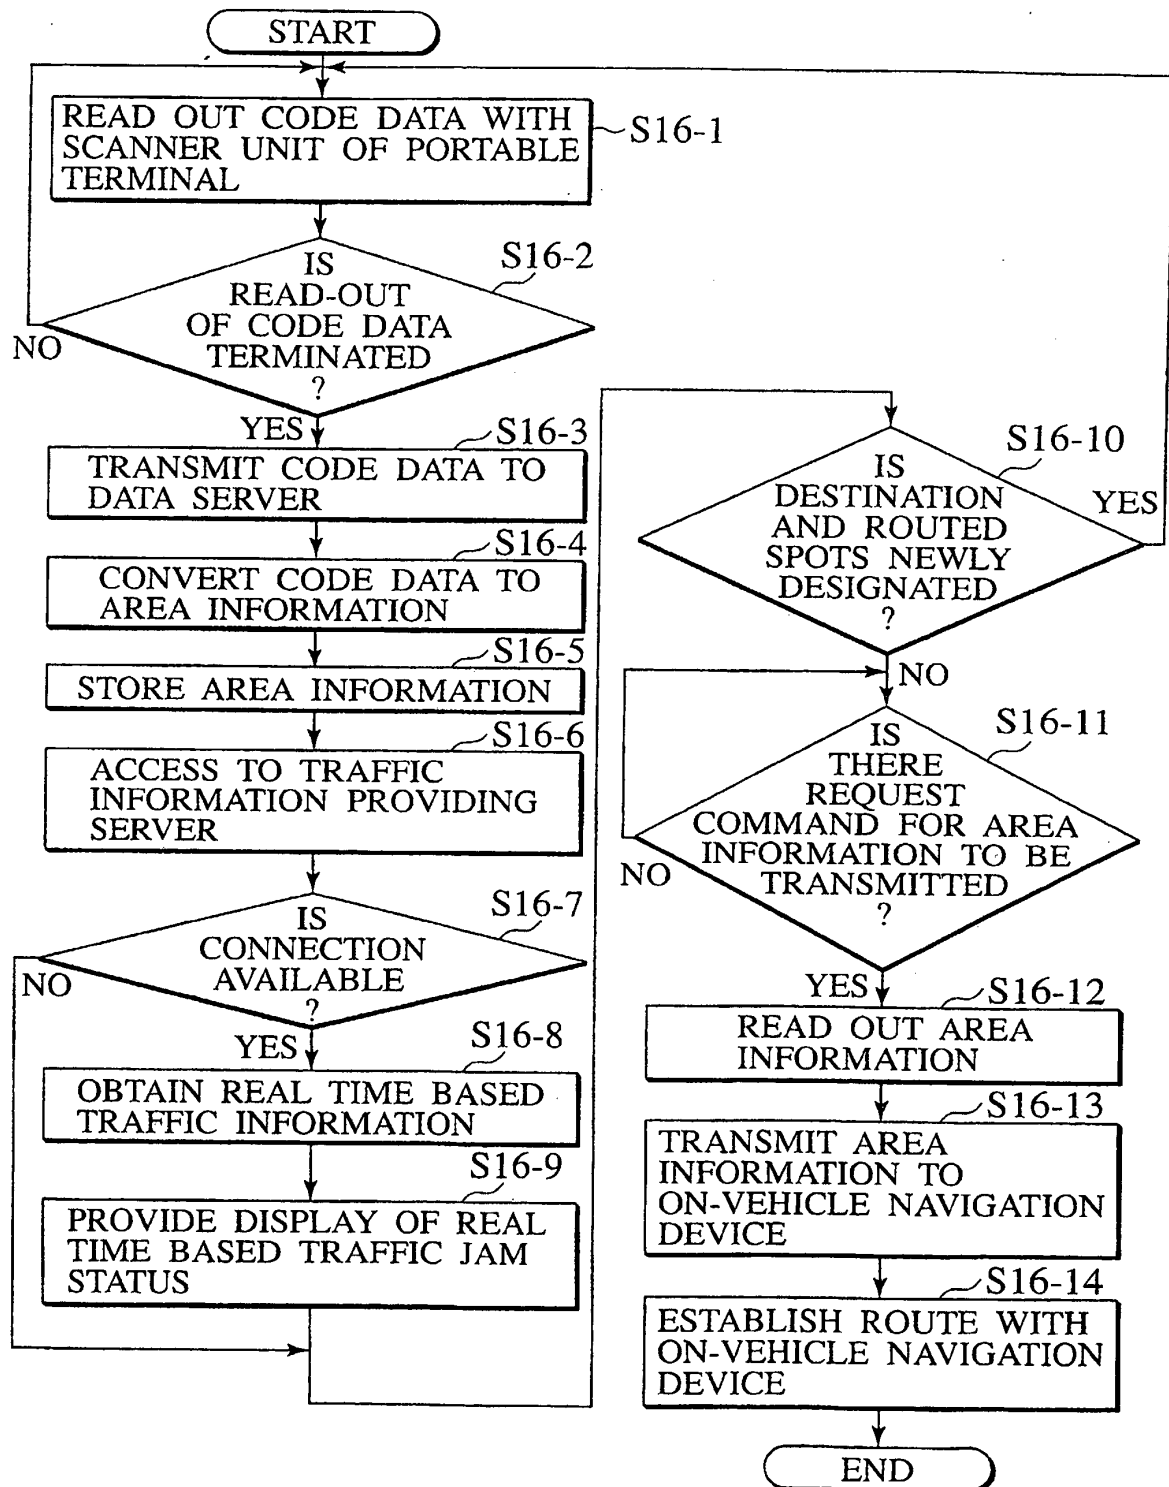 START
READ OUT CODE DATA WITH
SCANNER UNIT OF PORTABLE
TERMINAL
S16-1
S16-2
IS
READ-OUT
OF CODE DATA
TERMINATED
?
NO
YES
S16-3
TRANSMIT CODE DATA TO
DATA SERVER
S16-4
CONVERT CODE DATA TO
AREA INFORMATION
S16-5
STORE AREA INFORMATION
S16-6
ACCESS TO TRAFFIC
INFORMATION PROVIDING
SERVER
S16-7
IS
CONNECTION
AVAILABLE
?
NO
YES
S16-8
OBTAIN REAL TIME BASED
TRAFFIC INFORMATION
S16-9
PROVIDE DISPLAY OF REAL
TIME BASED TRAFFIC JAM
STATUS
S16-10
IS
DESTINATION
AND ROUTED
SPOTS NEWLY
DESIGNATED
?
YES
NO
S16-11
IS
THERE
REQUEST
COMMAND FOR AREA
INFORMATION TO BE
TRANSMITTED
?
NO
YES
S16-12
READ OUT AREA
INFORMATION
S16-13
TRANSMIT AREA
INFORMATION TO
ON-VEHICLE NAVIGATION
DEVICE
S16-14
ESTABLISH ROUTE WITH
ON-VEHICLE NAVIGATION
DEVICE
END